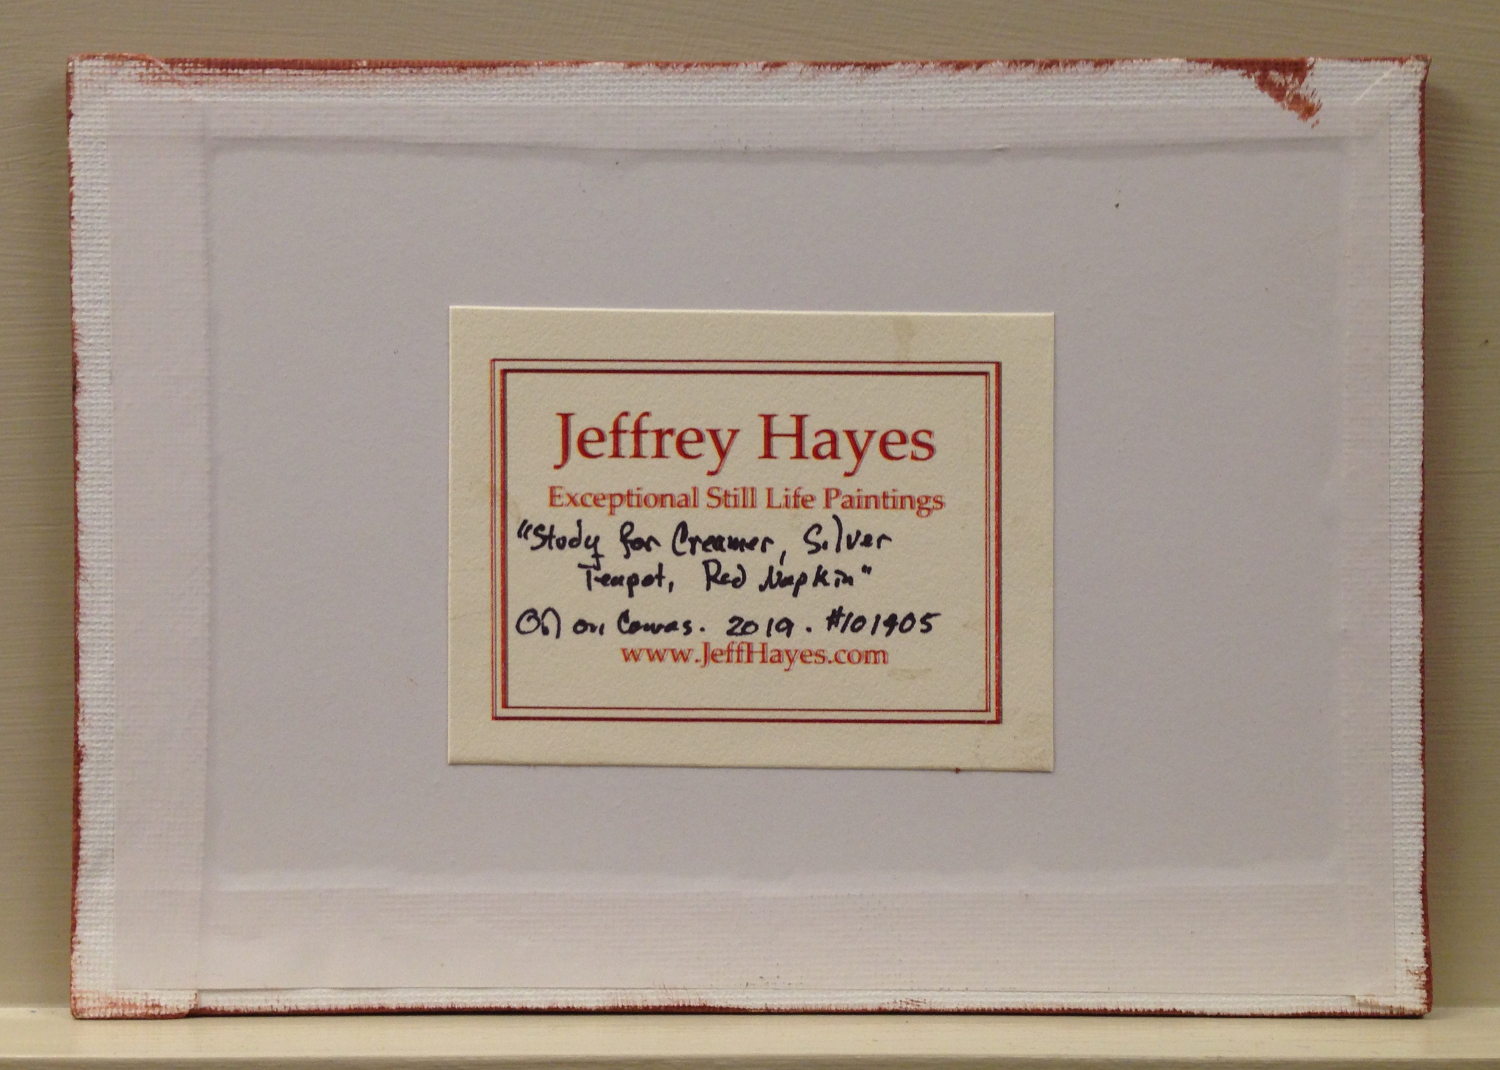 Jeffrey Hayes
Exceptional Still Life Paintings
"Study for Creamer, Silver
Teapot, Red Napkin"
Oil on Canvas. 2019. #101905
www.JeffHayes.com